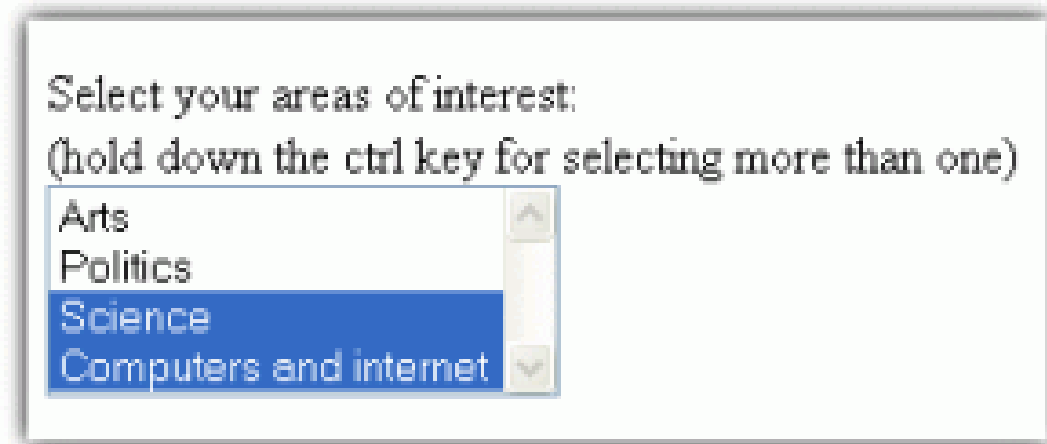 Select your areas of interest:
(hold down the ctrl key for selecting more than one)
Arts
Politics
Science
Computers and internet